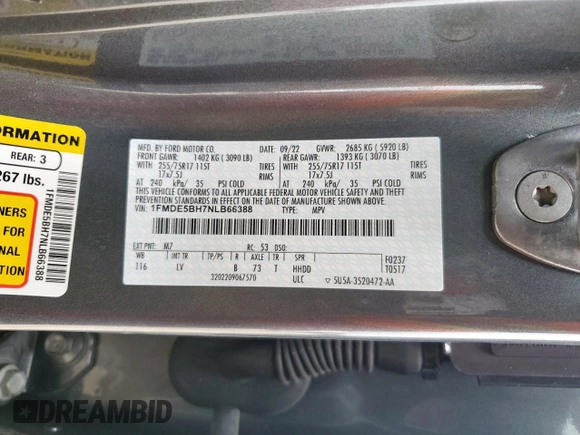 ORMATION
REAR: 3
267 lbs.
NERS
FOR
NAL
N.
1FMDE5BH7NLB66388
MFD. BY FORD MOTOR CO. 09/22 GVWR: 2685 KG ( 5920 LB)
FRONT GAWR: 1402 KG ( 3090 LB) REAR GAWR: 1393 KG ( 3070 LB)
WITH 255/75R17 115T TIRES WITH 255/75R17 115T TIRES
17x7.5J RIMS 17x7.5J RIMS
AT 240 kPa/ 35 PSI COLD AT 240 kPa/ 35 PSI COLD
THIS VEHICLE CONFORMS TO ALL APPLICABLE FEDERAL MOTOR VEHICLE SAFETY
AND THEFT PREVENTION STANDARDS IN EFFECT ON THE DATE OF MANUFACTURE SHOWN ABOVE.
VIN: 1FMDE5BH7NLB66388 TYPE: MPV
EXT PNT: M7 RC: 53 DSO:
WB INT TR TP/PS R AXLE TR SPR F0237
116 LV B 73 T HHDD T0517
3202209067570 ULC ▽ 5U5A-3520472-AA
DREAMBID